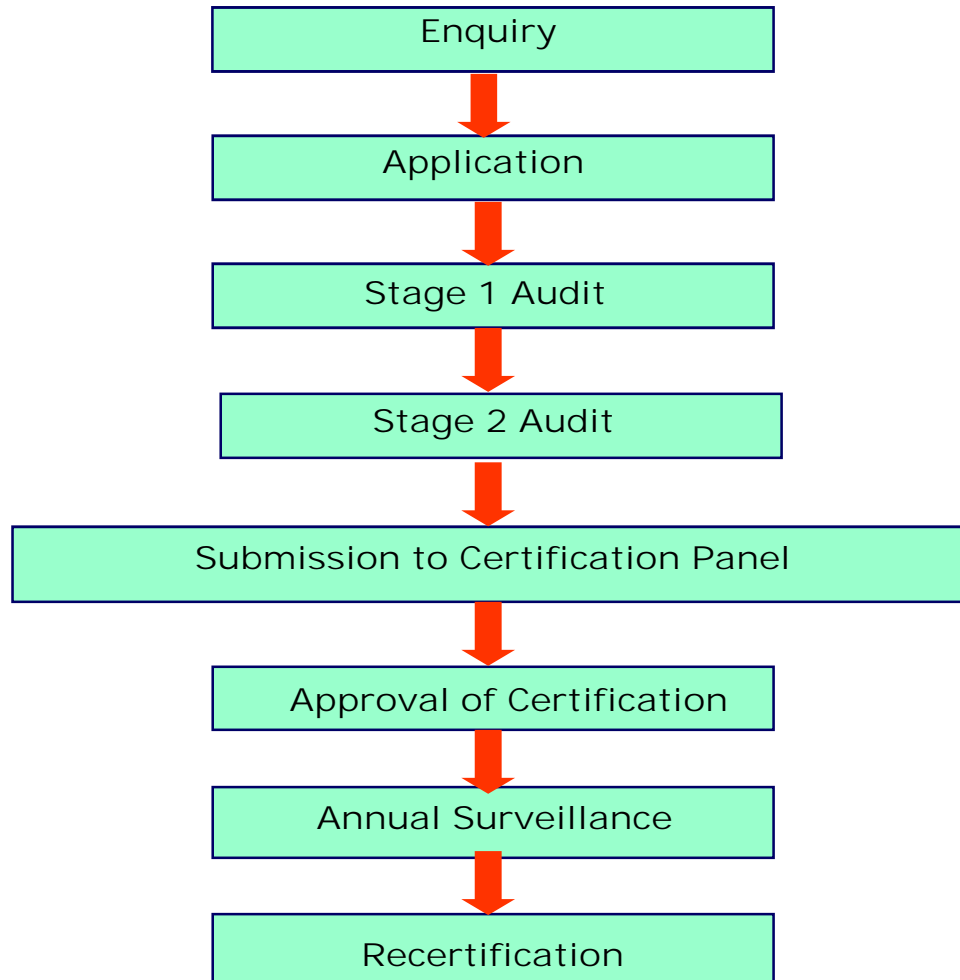 Enquiry
Application
Stage 1 Audit
Stage 2 Audit
Submission to Certification Panel
Approval of Certification
Annual Surveillance
Recertification